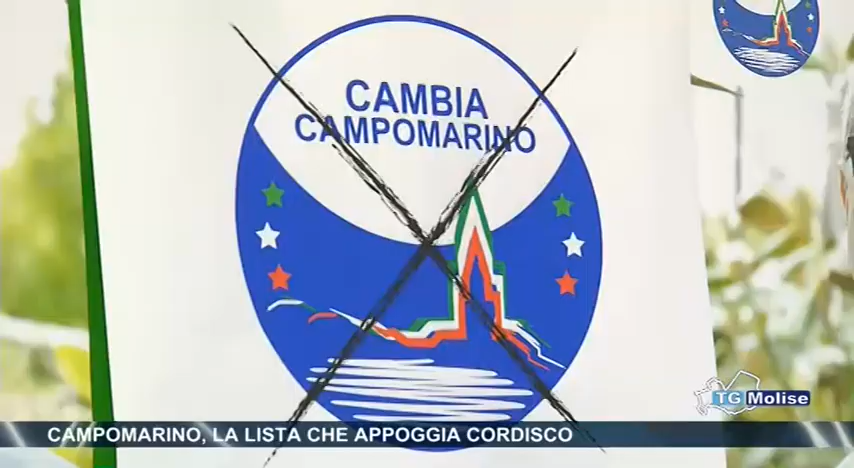 CAMBIA
CAMPOMARINO
TG Molise
CAMPOMARINO, LA LISTA CHE APPOGGIA CORDISCO